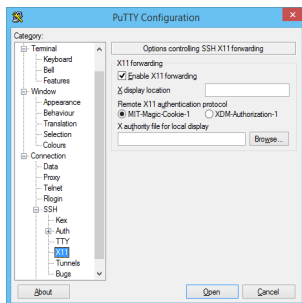 PuTTY Configuration
Category:
Terminal
Keyboard
Bell
Features
Window
Appearance
Behaviour
Translation
Selection
Colours
Connection
Data
Proxy
Telnet
Rlogin
SSH
Kex
Auth
TTY
X11
Tunnels
Bugs
Options controlling SSH X11 forwarding
X11 forwarding
Enable X11 forwarding
X display location
Remote X11 authentication protocol
MIT-Magic-Cookie-1 XDM-Authorization-1
X authority file for local display
Browse...
About Open Cancel